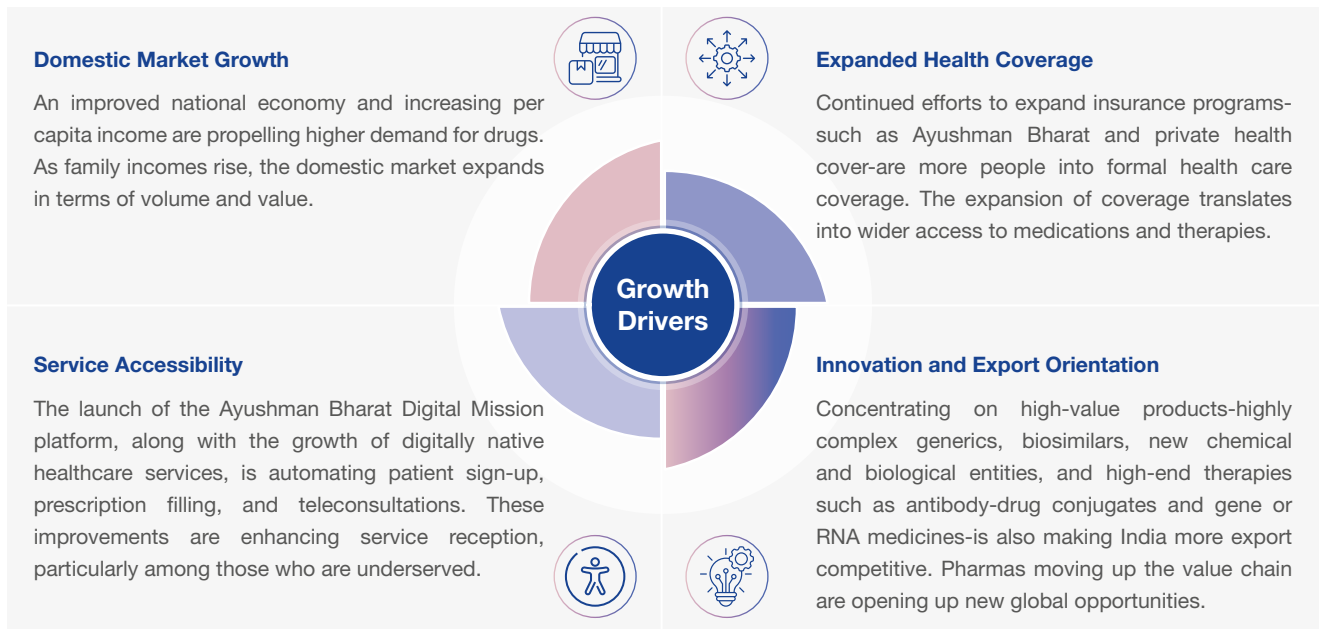 Domestic Market Growth
An improved national economy and increasing per
capita income are propelling higher demand for drugs.
As family incomes rise, the domestic market expands
in terms of volume and value.
Expanded Health Coverage
Continued efforts to expand insurance programs-
such as Ayushman Bharat and private health
cover-are more people into formal health care
coverage. The expansion of coverage translates
into wider access to medications and therapies.
Growth
Drivers
Service Accessibility
The launch of the Ayushman Bharat Digital Mission
platform, along with the growth of digitally native
healthcare services, is automating patient sign-up,
prescription filling, and teleconsultations. These
improvements are enhancing service reception,
particularly among those who are underserved.
Innovation and Export Orientation
Concentrating on high-value products-highly
complex generics, biosimilars, new chemical
and biological entities, and high-end therapies
such as antibody-drug conjugates and gene or
RNA medicines-is also making India more export
competitive. Pharmas moving up the value chain
are opening up new global opportunities.